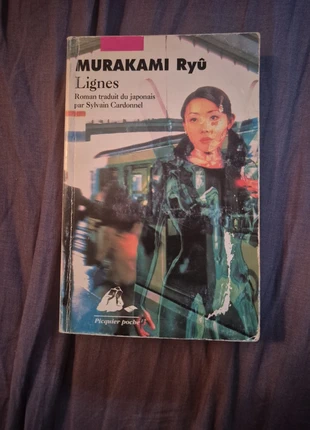 MURAKAMI Ryû
Lignes
Roman traduit du japonais
par Sylvain Cardonnel
Picquier poche